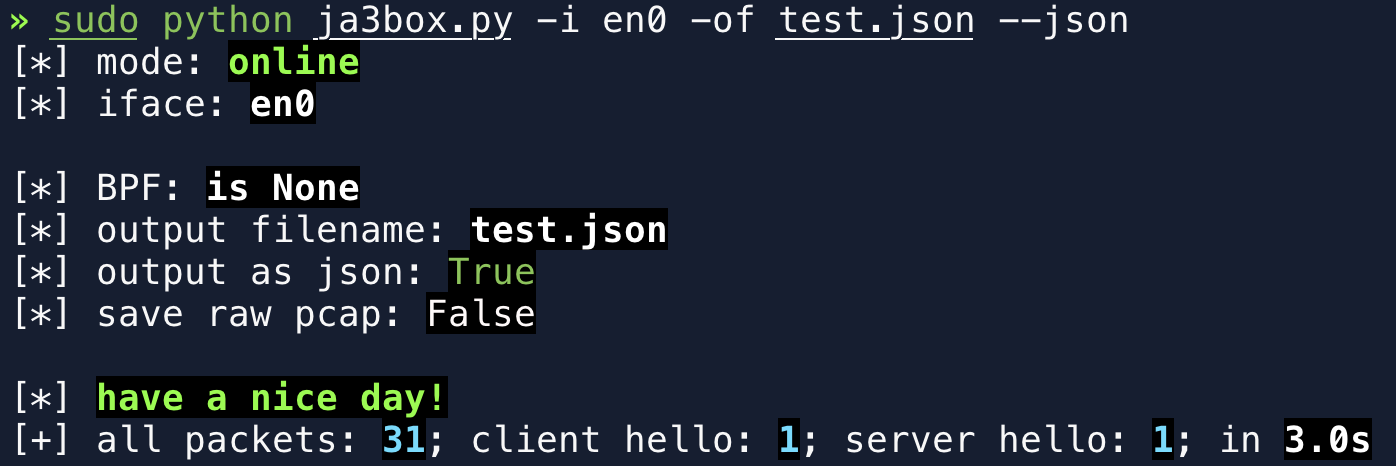 » sudo python ja3box.py -i en0 -of test.json --json
[*] mode: online
[*] iface: en0
[*] BPF: is None
[*] output filename: test.json
[*] output as json: True
[*] save raw pcap: False
[*] have a nice day!
[+] all packets: 31; client hello: 1; server hello: 1; in 3.0s